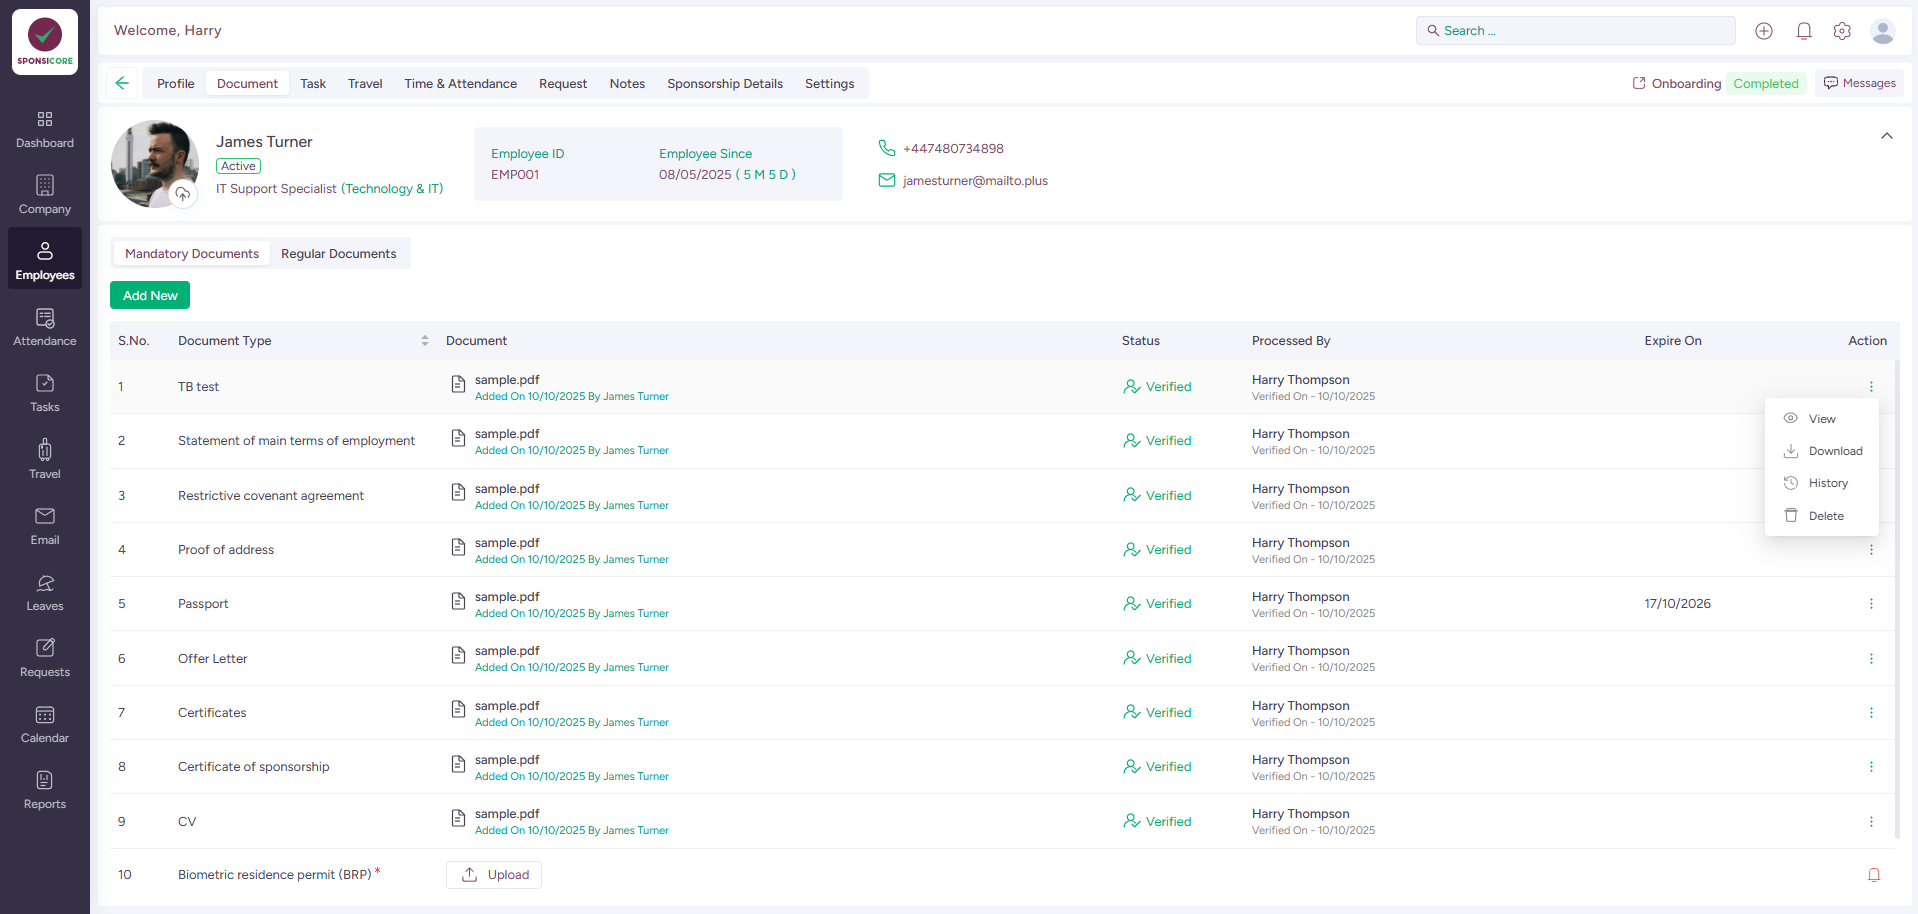 SPONSICORE
Dashboard
Company
Employees
Attendance
Tasks
Travel
Email
Leaves
Requests
Calendar
Reports
Welcome, Harry
Search ...
Profile Document Task Travel Time & Attendance Request Notes Sponsorship Details Settings
Onboarding Completed Messages
James Turner
Active
IT Support Specialist (Technology & IT)
Employee ID Employee Since
EMP001 08/05/2025 ( 5 M 5 D )
+447480734898
jamesturner@mailto.plus
Mandatory Documents Regular Documents
Add New
S.No. Document Type Document Status Processed By Expire On Action
1 TB test sample.pdf Verified Harry Thompson
Added On 10/10/2025 By James Turner Verified On - 10/10/2025
2 Statement of main terms of employment sample.pdf Verified Harry Thompson
Added On 10/10/2025 By James Turner Verified On - 10/10/2025
3 Restrictive covenant agreement sample.pdf Verified Harry Thompson
Added On 10/10/2025 By James Turner Verified On - 10/10/2025
4 Proof of address sample.pdf Verified Harry Thompson
Added On 10/10/2025 By James Turner Verified On - 10/10/2025
5 Passport sample.pdf Verified Harry Thompson 17/10/2026
Added On 10/10/2025 By James Turner Verified On - 10/10/2025
6 Offer Letter sample.pdf Verified Harry Thompson
Added On 10/10/2025 By James Turner Verified On - 10/10/2025
7 Certificates sample.pdf Verified Harry Thompson
Added On 10/10/2025 By James Turner Verified On - 10/10/2025
8 Certificate of sponsorship sample.pdf Verified Harry Thompson
Added On 10/10/2025 By James Turner Verified On - 10/10/2025
9 CV sample.pdf Verified Harry Thompson
Added On 10/10/2025 By James Turner Verified On - 10/10/2025
10 Biometric residence permit (BRP) * Upload
View
Download
History
Delete